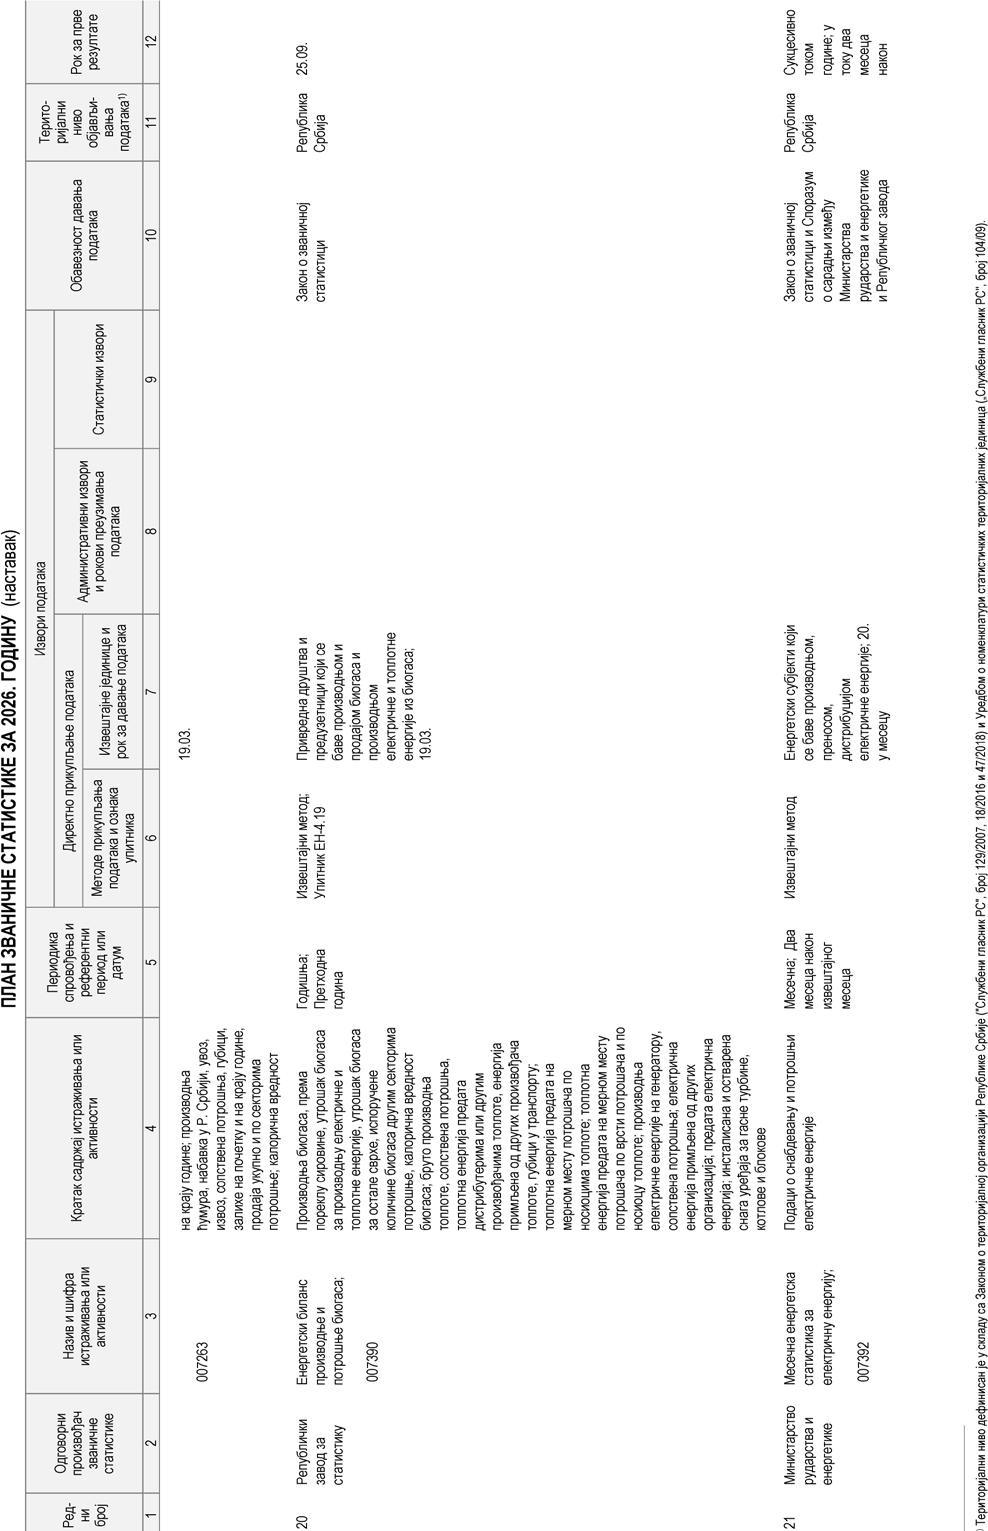 ПЛАН ЗВАНИЧНЕ СТАТИСТИКЕ ЗА 2026. ГОДИНУ (наставак)
Ред-
ни
број
Одговорни
произвођач
званичне
статистике
Назив и шифра
истраживања или
активности
Кратак садржај истраживања или
активности
Периодика
спровођења и
референтни
период или
датум
Извори података
Директно прикупљање података
Методе прикупљања
података и ознака
упитника
Извештајне јединице и
рок за давање података
Административни извори
и рокови преузимања
података
Статистички извори
Обавезност давања
података
Терито-
ријални
ниво
објављи-
вања
података1)
Рок за прве
резултате
1 2 3 4 5 6 7 8 9 10 11 12
007263
на крају године; производња
ћумура, набавка у Р. Србији, увоз,
извоз, сопствена потрошња, губици,
залихе на почетку и на крају године,
продаја укупно и по секторима
потрошње; калорична вредност
19.03.
20
Републички
завод за
статистику
Енергетски биланс
производње и
потрошње биогаса;
007390
Производња биогаса, према
пореклу сировине, утрошак биогаса
за производњу електричне и
топлотне енергије, утрошак биогаса
за остале сврхе, испоручене
количине биогаса другим секторима
потрошње, калорична вредност
биогаса; бруто производња
топлоте, сопствена потрошња,
топлотна енергија предата
дистрибутерима или другим
произвођачима топлоте, енергија
примљена од других произвођача
топлоте, губици у транспорту;
топлотна енергија предата на
мерном месту потрошача по
носиоцима топлоте; топлотна
енергија предата на мерном месту
потрошача по врсти потрошача и по
носиоцу топлоте; производња
електричне енергије на генератору,
сопствена потрошња; електрична
енергија примљена од других
организација; предата електрична
енергија; инсталисана и остварена
снага уређаја за гасне турбине,
котлове и блокове
Годишња;
Претходна
година
Извештајни метод;
Упитник ЕН-4.19
Привредна друштва и
предузетници који се
баве производњом и
продајом биогаса и
производњом
електричне и топлотне
енергије из биогаса;
19.03.
Закон о званичној
статистици
Република
Србија
25.09.
21
Министарство
рударства и
енергетике
Месечна енергетска
статистика за
електричну енергију;
007392
Подаци о снабдевању и потрошњи
електричне енергије
Месечна; Два
месеца након
извештајног
месеца
Извештајни метод
Енергетски субјекти који
се баве производњом,
преносом,
дистрибуцијом
електричне енергије; 20.
у месецу
Закон о званичној
статистици и Споразум
о сарадњи између
Министарства
рударства и енергетике
и Републичког завода
Република
Србија
Сукцесивно
током
године; у
току два
месеца
након
) Територијални ниво дефинисан је у складу са Законом о територијалној организацији Републике Србије ("Службени гласник РС", број 129/2007, 18/2016 и 47/2018) и Уредбом о номенклатури статистичких територијалних јединица („Службени гласник РС", број 104/09).